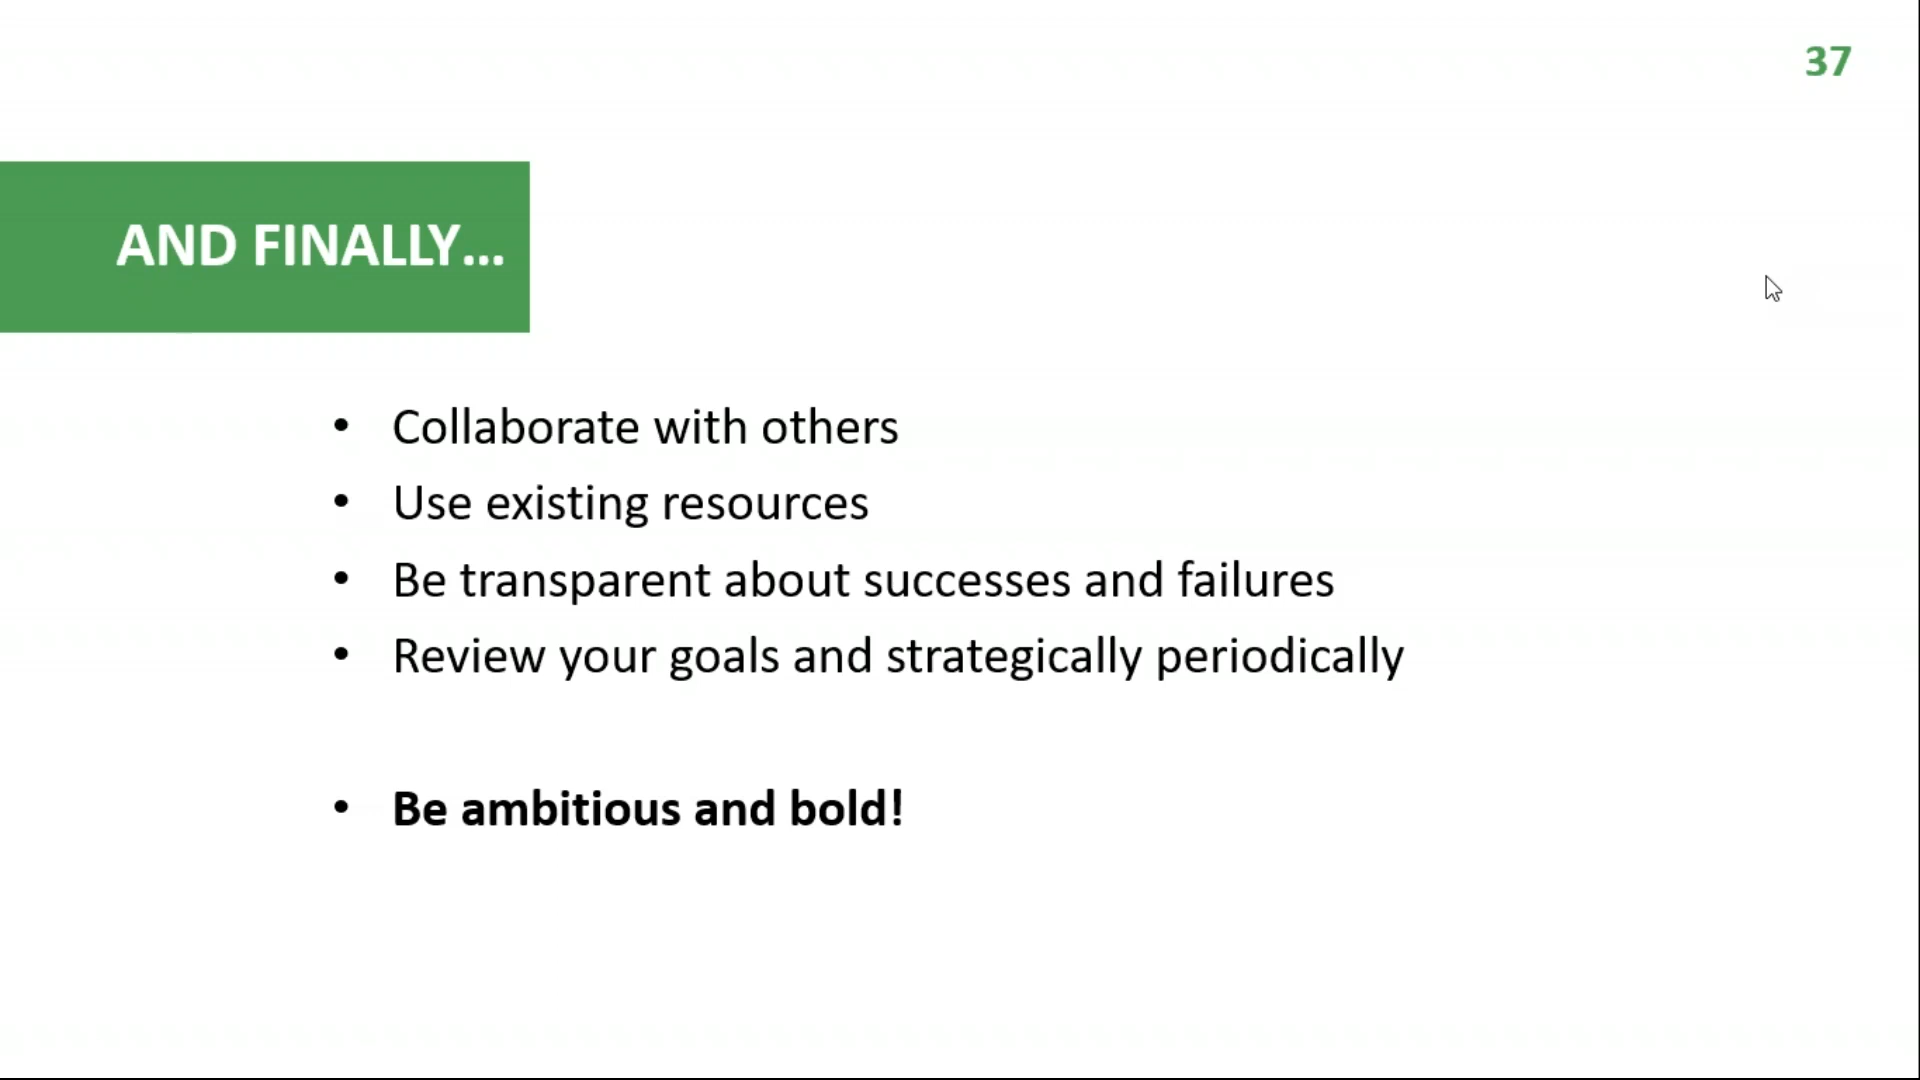 37
AND FINALLY...
• Collaborate with others
• Use existing resources
• Be transparent about successes and failures
• Review your goals and strategically periodically
• Be ambitious and bold!